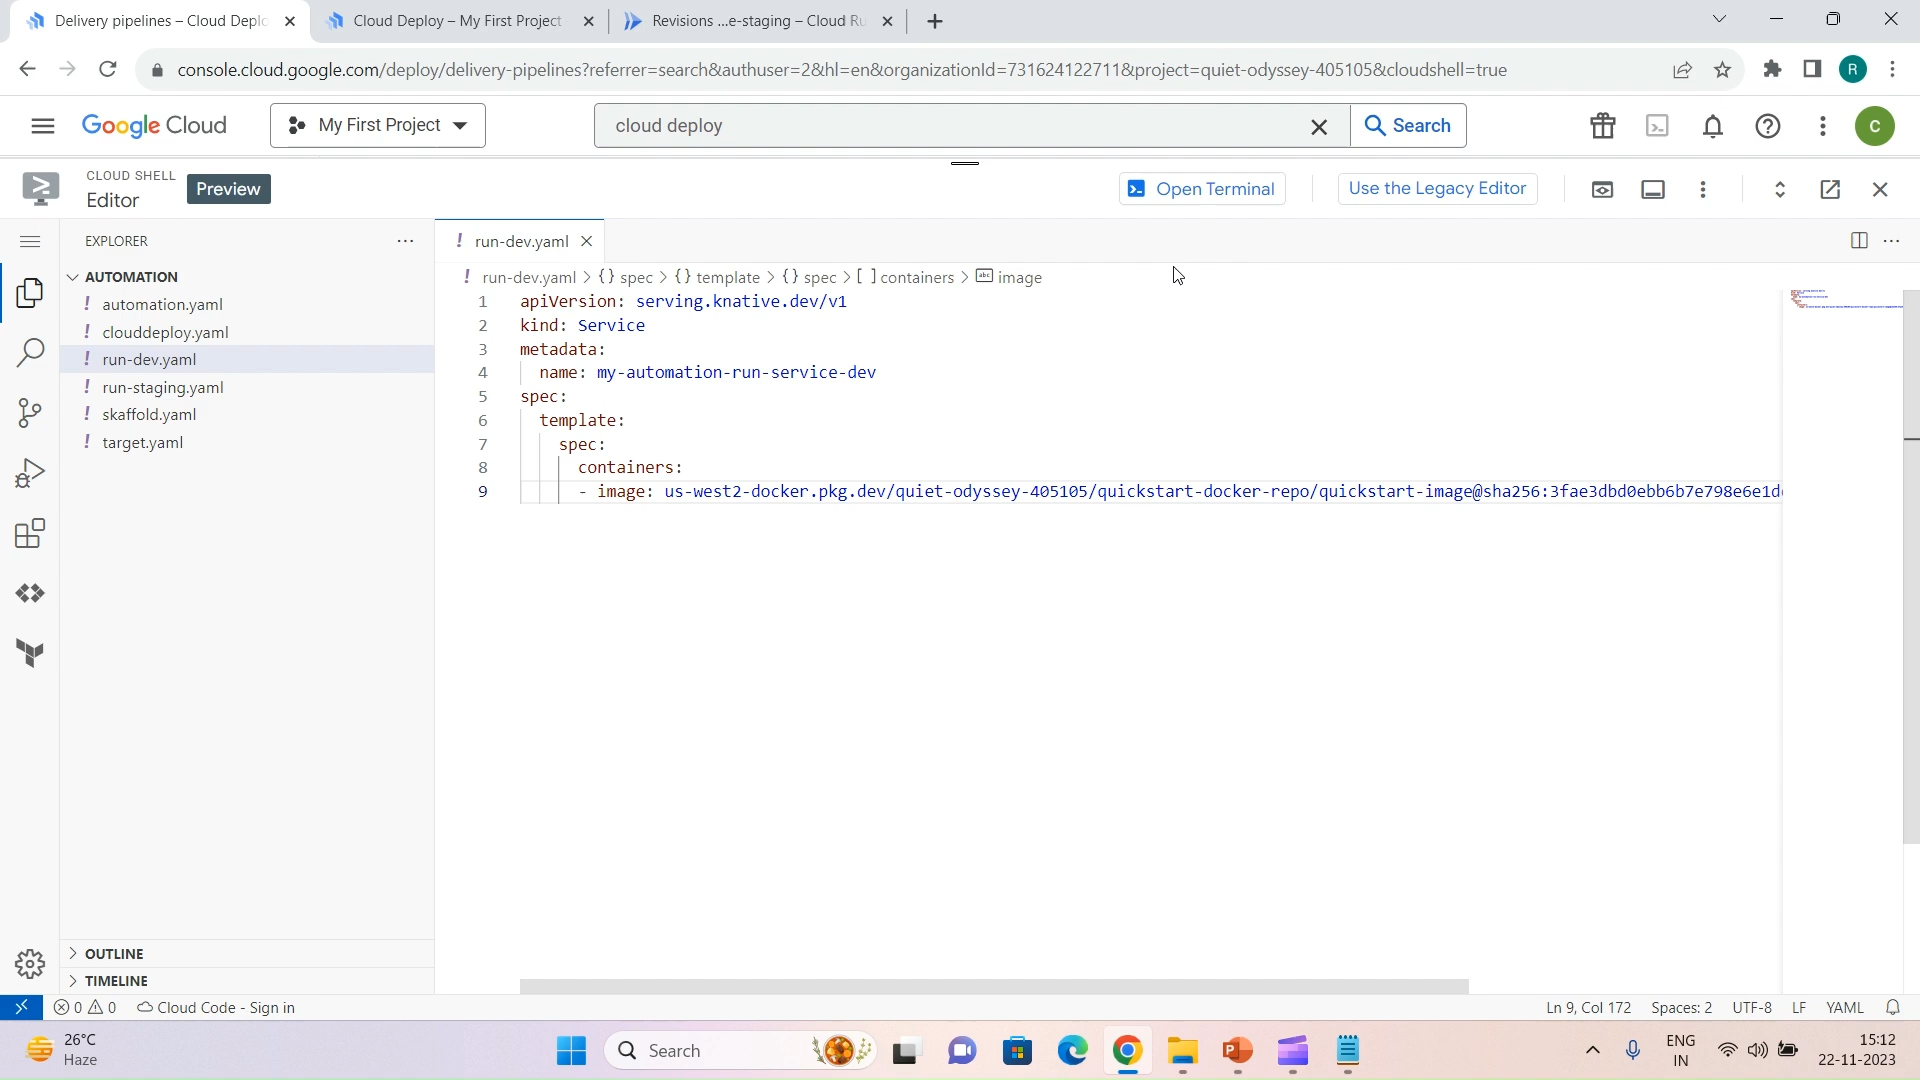 Delivery pipelines – Cloud Deplo
Cloud Deploy – My First Project
Revisions ...e-staging – Cloud Ru
console.cloud.google.com/deploy/delivery-pipelines?referrer=search&authuser=2&hl=en&organizationId=731624122711&project=quiet-odyssey-405105&cloudshell=true
R
Google Cloud
My First Project
cloud deploy
Search
C
CLOUD SHELL
Editor
Preview
Open Terminal
Use the Legacy Editor
EXPLORER
AUTOMATION
! automation.yaml
! clouddeploy.yaml
! run-dev.yaml
! run-staging.yaml
! skaffold.yaml
! target.yaml
! run-dev.yaml
! run-dev.yaml > {} spec > {} template > {} spec > [ ] containers > abc image
1 apiVersion: serving.knative.dev/v1
2 kind: Service
3 metadata:
4 name: my-automation-run-service-dev
5 spec:
6 template:
7 spec:
8 containers:
9 - image: us-west2-docker.pkg.dev/quiet-odyssey-405105/quickstart-docker-repo/quickstart-image@sha256:3fae3dbd0ebb6b7e798e6e1d
OUTLINE
TIMELINE
0 0 Cloud Code - Sign in
Ln 9, Col 172 Spaces: 2 UTF-8 LF YAML
26°C
Haze
Search
ENG
IN
15:12
22-11-2023